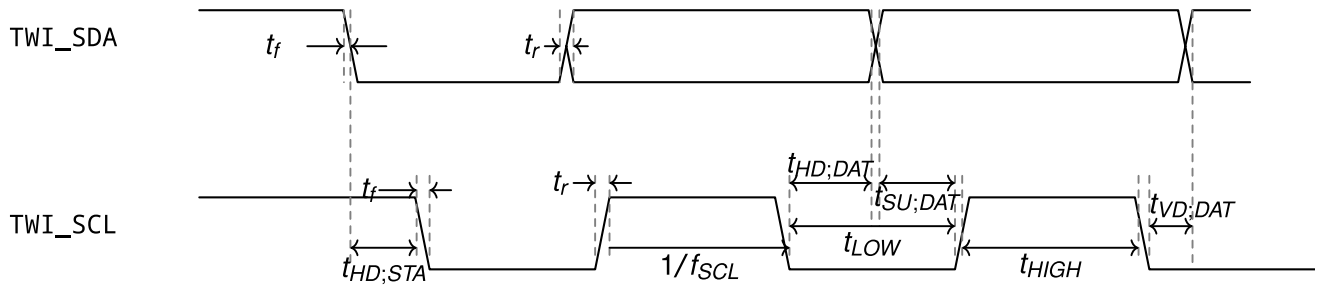 TWI_SDA
t_f
t_r
t_HD;DAT
t_f
t_r
t_SU;DAT
TWI_SCL
t_VD;DAT
t_LOW
t_HD;STA
1/f_SCL
t_HIGH